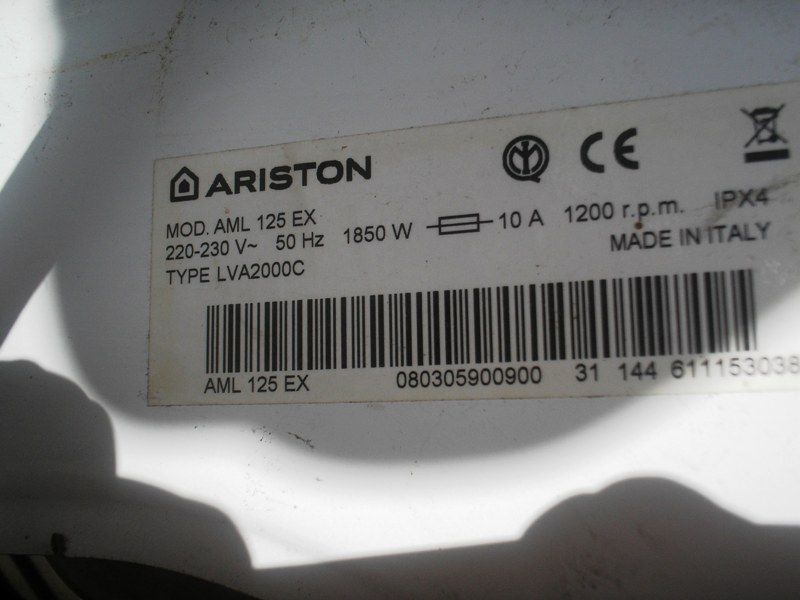 ARISTON
MOD. AML 125 EX
220-230 V~ 50 Hz 1850 W 10 A 1200 r.p.m. IPX4
TYPE LVA2000C MADE IN ITALY
AML 125 EX 080305900900 31 144 611153038